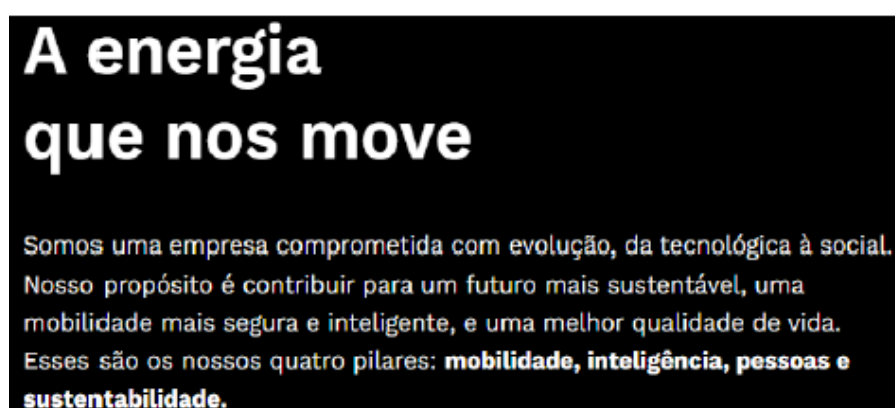 A energia
que nos move
Somos uma empresa comprometida com evolução, da tecnológica à social.
Nosso propósito é contribuir para um futuro mais sustentável, uma
mobilidade mais segura e inteligente, e uma melhor qualidade de vida.
Esses são os nossos quatro pilares: mobilidade, inteligência, pessoas e
sustentabilidade.